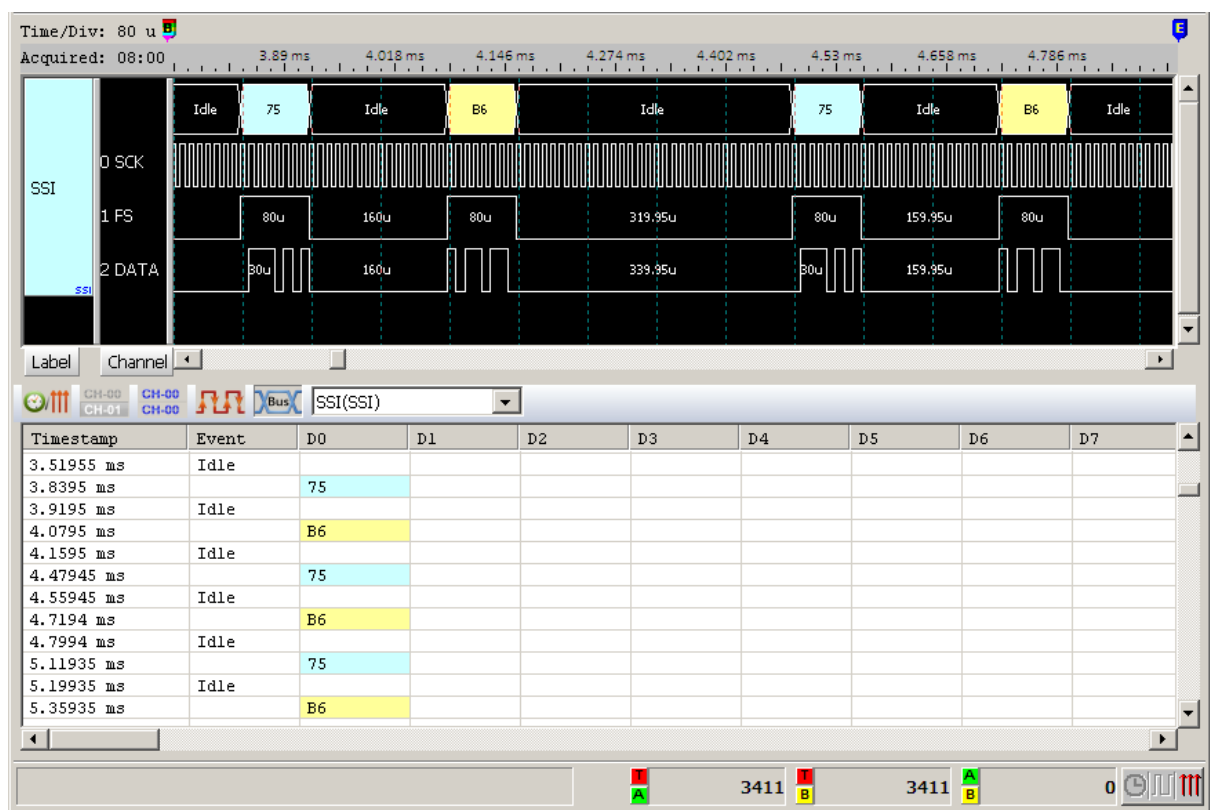 Time/Div: 80 u B E
Acquired: 08:00 3.89 ms 4.018 ms 4.146 ms 4.274 ms 4.402 ms 4.53 ms 4.658 ms 4.786 ms
Idle 75 Idle B6 Idle 75 Idle B6 Idle
0 SCK
SSI
1 FS 80u 160u 80u 319.95u 80u 159.95u 80u
2 DATA 30u 160u 339.95u 30u 159.95u
SSI
Label Channel
CH-00 CH-00
CH-01 CH-00
Bus SSI(SSI)
Timestamp Event D0 D1 D2 D3 D4 D5 D6 D7
3.51955 ms Idle
3.8395 ms 75
3.9195 ms Idle
4.0795 ms B6
4.1595 ms Idle
4.47945 ms 75
4.55945 ms Idle
4.7194 ms B6
4.7994 ms Idle
5.11935 ms 75
5.19935 ms Idle
5.35935 ms B6
T A 3411 T B 3411 A B 0